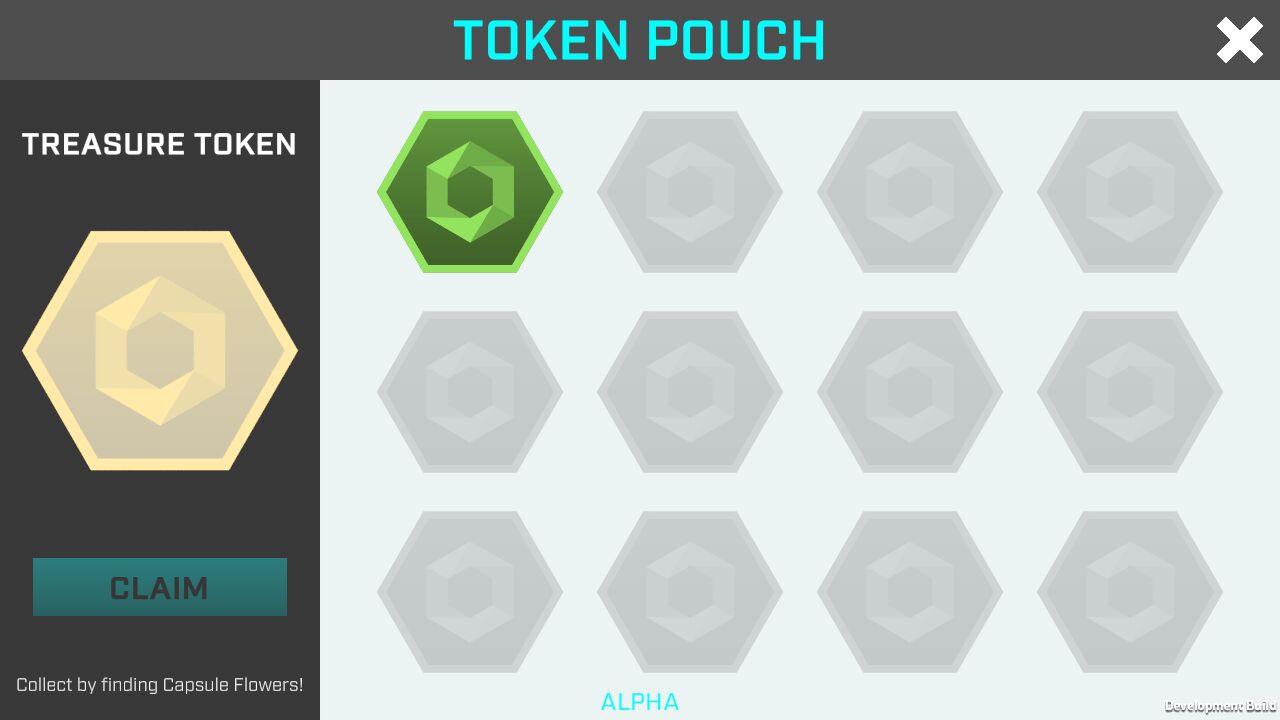 TOKEN POUCH
TREASURE TOKEN
CLAIM
Collect by finding Capsule Flowers!
ALPHA
Development Build